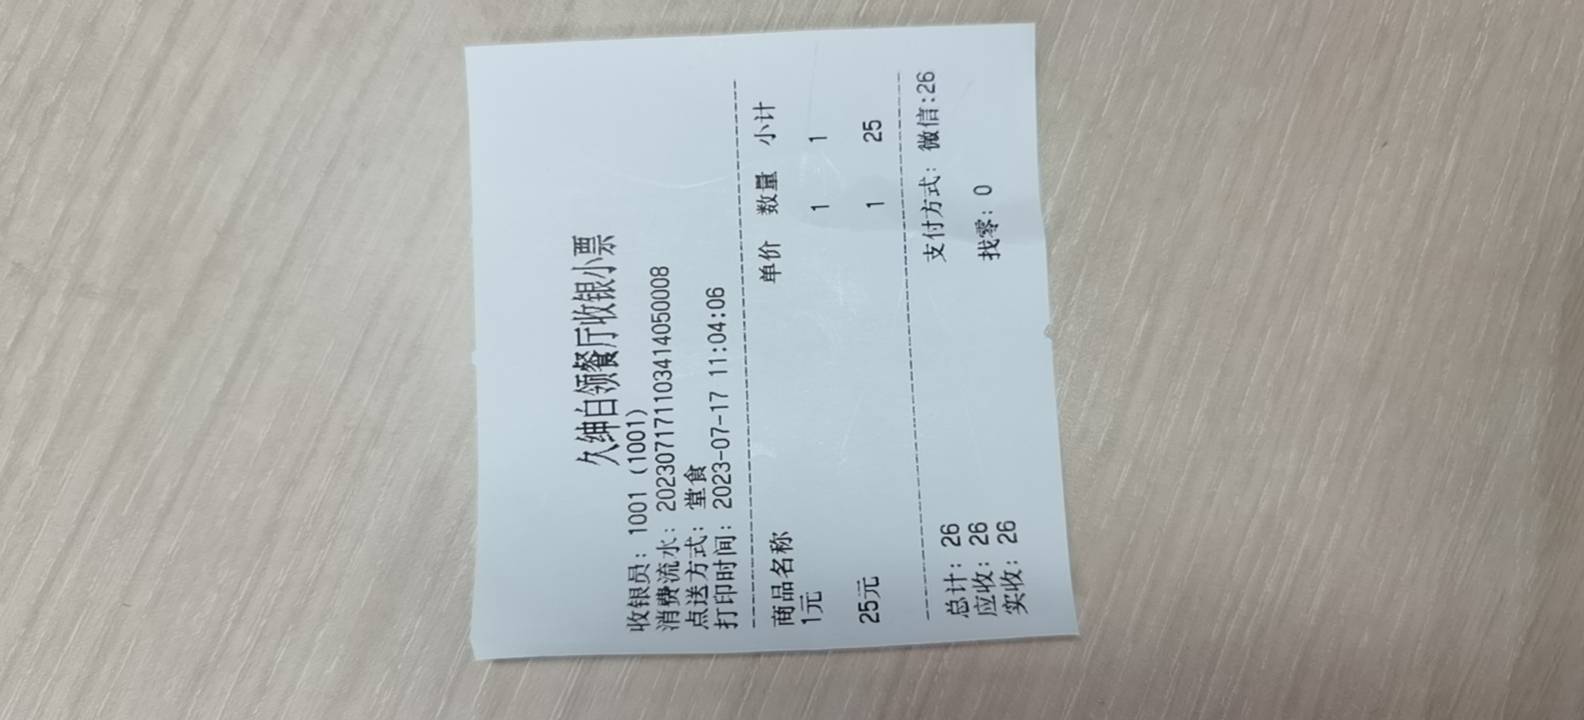 久绅白领餐厅收银小票
收银员: 1001 (1001)
消费流水: 202307171103414050008
点送方式: 堂食
打印时间: 2023-07-17 11:04:06
商品名称 单价 数量 小计
1元 1 1
25元 1 25
总计: 26 支付方式: 微信:26
应收: 26
实收: 26 找零: 0